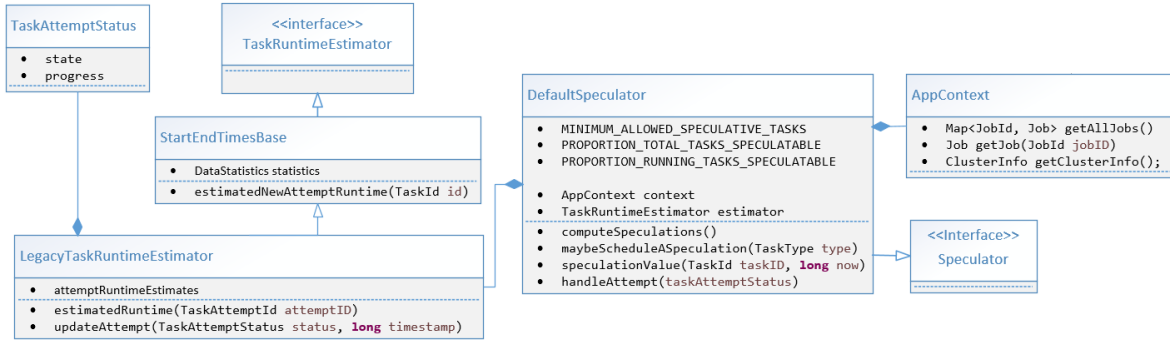 TaskAttemptStatus
state
progress
<<interface>>
TaskRuntimeEstimator
StartEndTimesBase
DataStatistics statistics
estimatedNewAttemptRuntime(TaskId id)
LegacyTaskRuntimeEstimator
attemptRuntimeEstimates
estimatedRuntime(TaskAttemptId attemptID)
updateAttempt(TaskAttemptStatus status, long timestamp)
DefaultSpeculator
MINIMUM_ALLOWED_SPECULATIVE_TASKS
PROPORTION_TOTAL_TASKS_SPECULATABLE
PROPORTION_RUNNING_TASKS_SPECULATABLE
AppContext context
TaskRuntimeEstimator estimator
computeSpeculations()
maybeScheduleASpeculation(TaskType type)
speculationValue(TaskId taskID, long now)
handleAttempt(taskAttemptStatus)
AppContext
Map<JobId, Job> getAllJobs()
Job getJob(JobId jobID)
ClusterInfo getClusterInfo();
<<Interface>>
Speculator